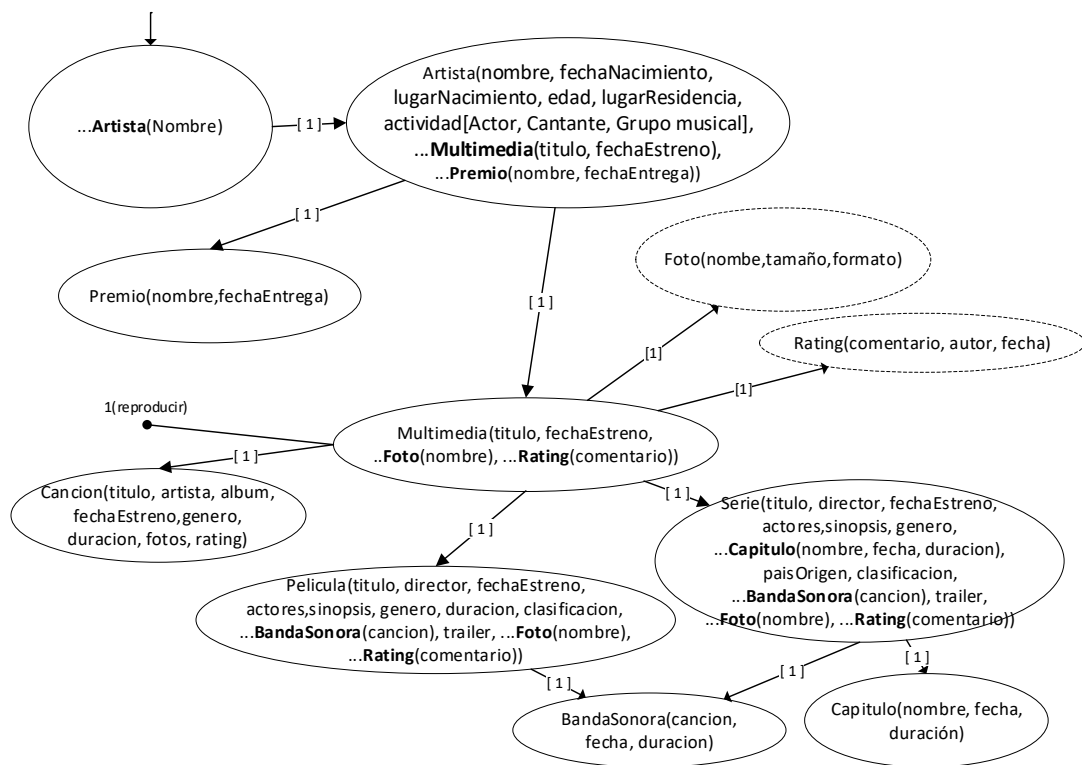 ...Artista(Nombre)
[ 1 ]
Artista(nombre, fechaNacimiento,
lugarNacimiento, edad, lugarResidencia,
actividad[Actor, Cantante, Grupo musical],
...Multimedia(titulo, fechaEstreno),
...Premio(nombre, fechaEntrega))
[ 1 ]
Premio(nombre,fechaEntrega)
[ 1 ]
Foto(nombe,tamaño,formato)
[1]
Rating(comentario, autor, fecha)
[1]
1(reproducir)
Multimedia(titulo, fechaEstreno,
..Foto(nombre), ...Rating(comentario))
[ 1 ]
Cancion(titulo, artista, album,
fechaEstreno,genero,
duracion, fotos, rating)
[ 1 ]
Serie(titulo, director, fechaEstreno,
actores,sinopsis, genero,
...Capitulo(nombre, fecha, duracion),
paisOrigen, clasificacion,
...BandaSonora(cancion), trailer,
...Foto(nombre), ...Rating(comentario))
[ 1 ]
Pelicula(titulo, director, fechaEstreno,
actores,sinopsis, genero, duracion, clasificacion,
...BandaSonora(cancion), trailer, ...Foto(nombre),
...Rating(comentario))
[ 1 ]
[ 1 ]
[ 1 ]
BandaSonora(cancion,
fecha, duracion)
Capitulo(nombre, fecha,
duración)